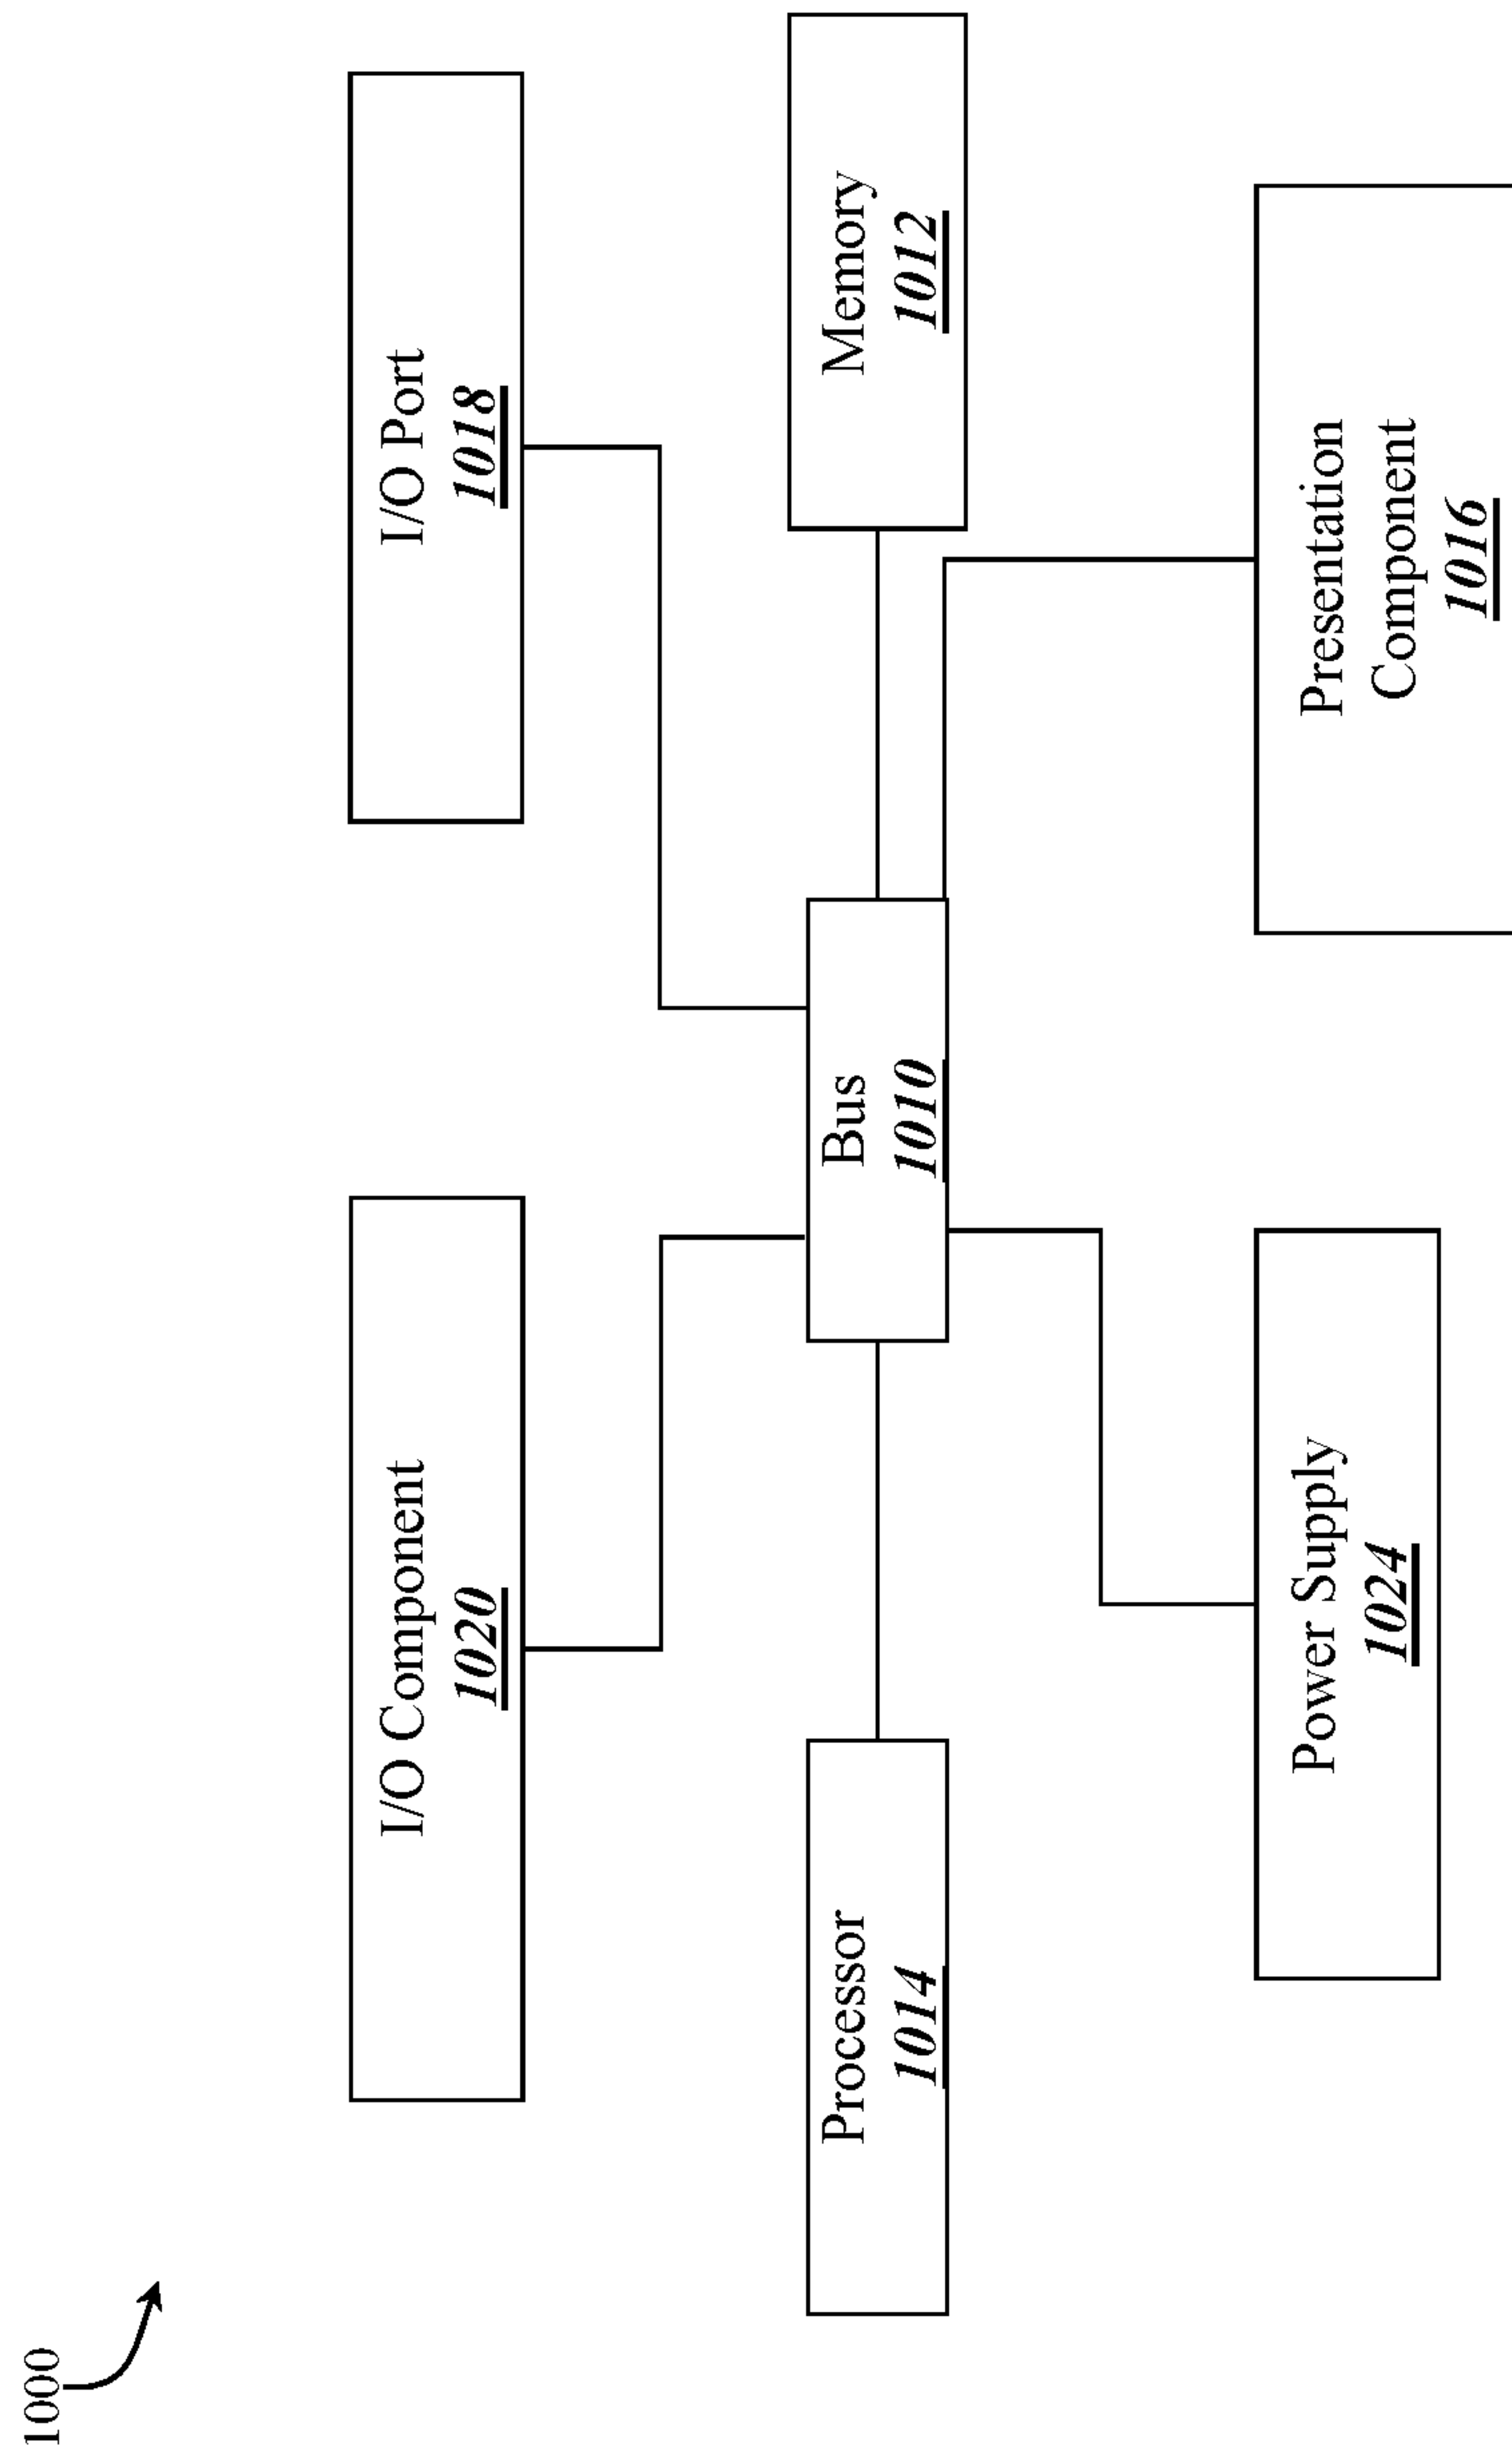 1000
I/O Component
1020
I/O Port
1018
Processor
1014
Bus
1010
Memory
1012
Power Supply
1024
Presentation
Component
1016